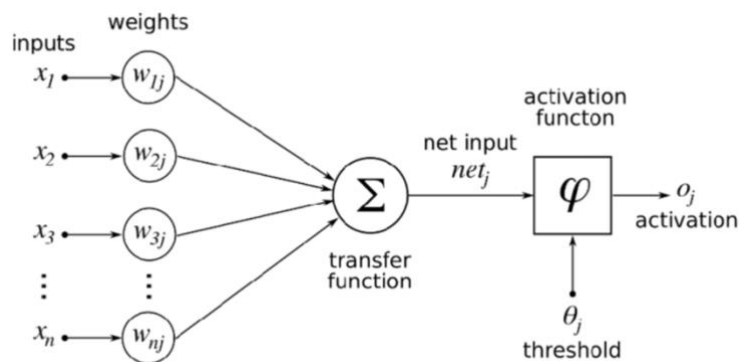 weights
inputs
x1
w1j
x2
w2j
x3
w3j
xn
wnj
Σ
transfer
function
net input
netj
activation
functon
φ
oj
activation
θj
threshold